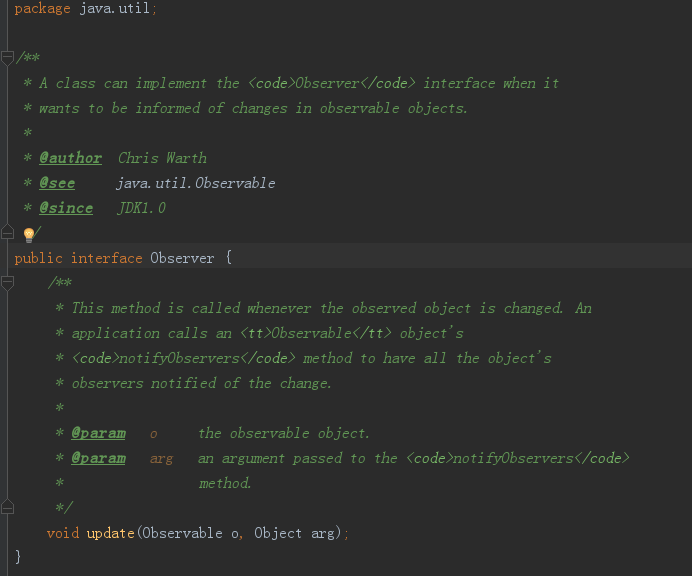 package java.util;
/**
 * A class can implement the <code>Observer</code> interface when it
 * wants to be informed of changes in observable objects.
 *
 * @author  Chris Warth
 * @see     java.util.Observable
 * @since   JDK1.0
 */
public interface Observer {
    /**
     * This method is called whenever the observed object is changed. An
     * application calls an <tt>Observable</tt> object's
     * <code>notifyObservers</code> method to have all the object's
     * observers notified of the change.
     *
     * @param   o     the observable object.
     * @param   arg   an argument passed to the <code>notifyObservers</code>
     *                 method.
     */
    void update(Observable o, Object arg);
}